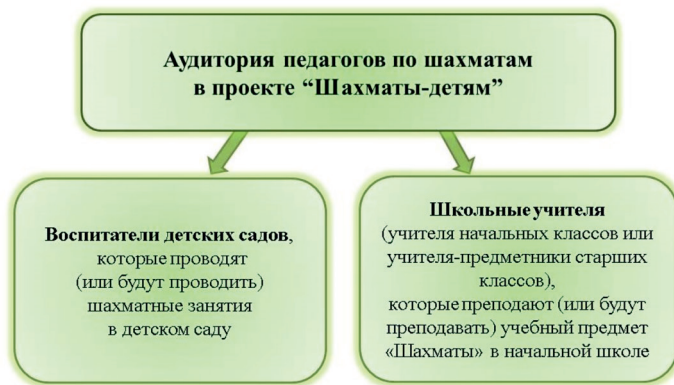 Аудитория педагогов по шахматам
в проекте “Шахматы-детям”
Воспитатели детских садов,
которые проводят
(или будут проводить)
шахматные занятия
в детском саду
Школьные учителя
(учителя начальных классов или
учителя-предметники старших
классов),
которые преподают (или будут
преподавать) учебный предмет
«Шахматы» в начальной школе